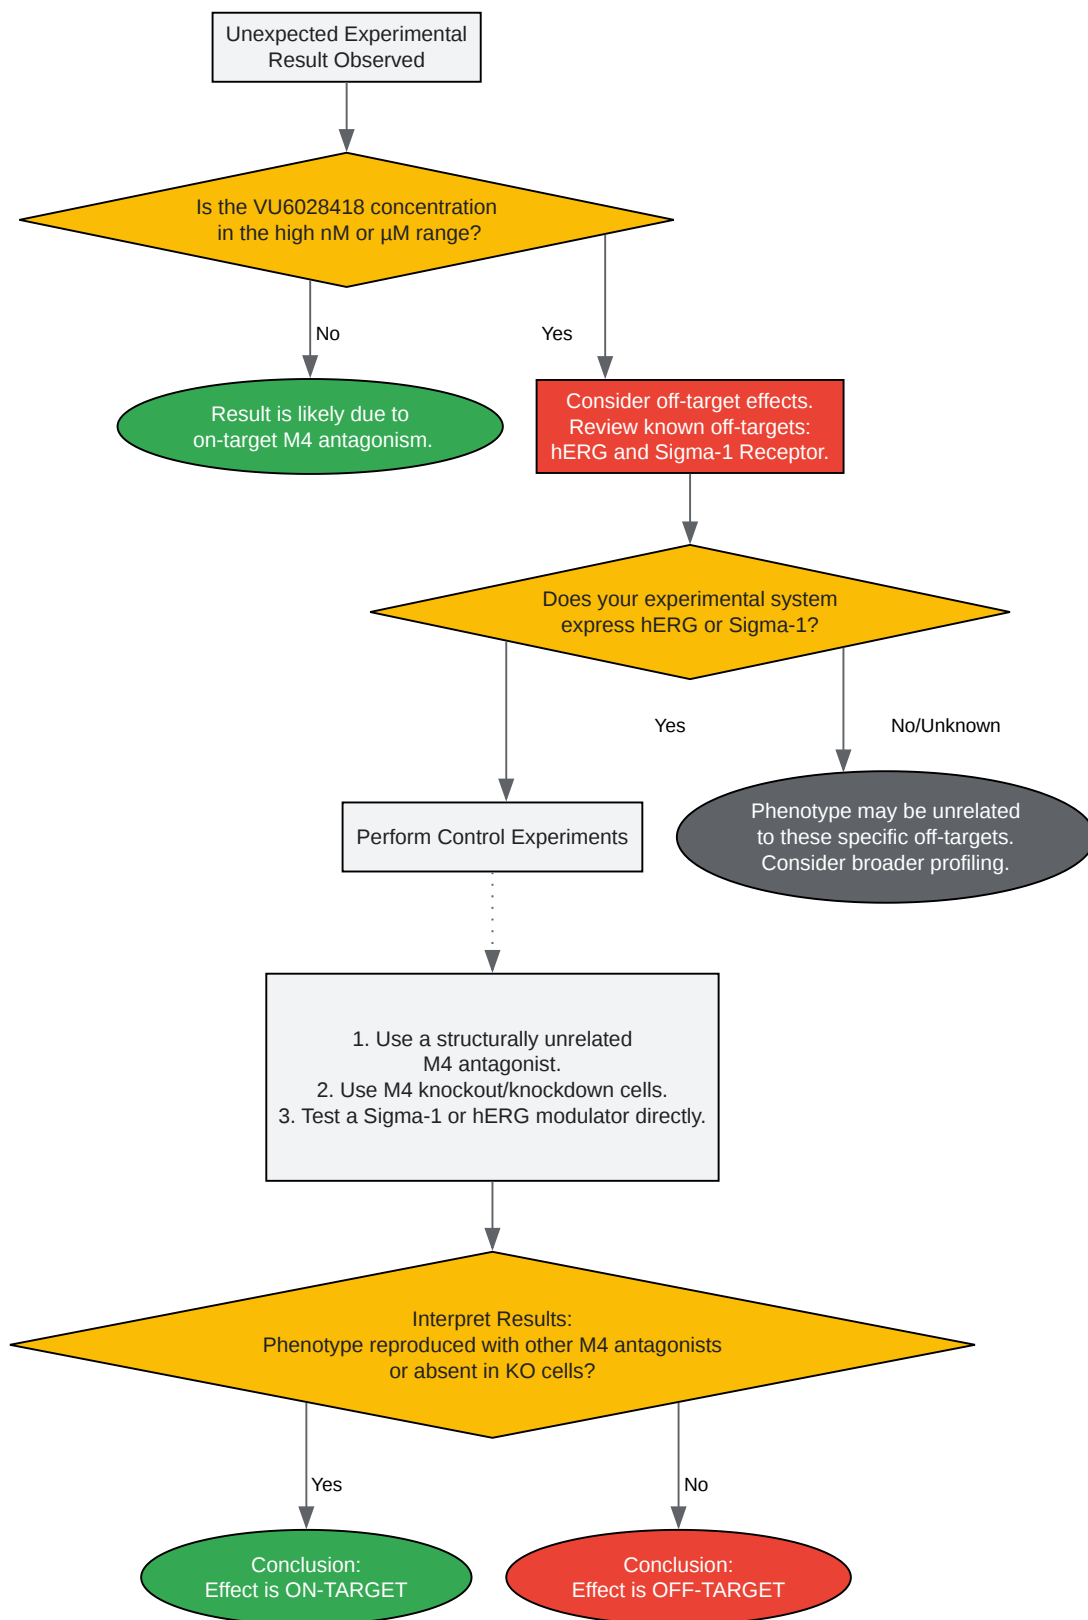 Unexpected Experimental
Result Observed
Is the VU6028418 concentration
in the high nM or µM range?
No
Yes
Result is likely due to
on-target M4 antagonism.
Consider off-target effects.
Review known off-targets:
hERG and Sigma-1 Receptor.
Does your experimental system
express hERG or Sigma-1?
Yes
No/Unknown
Perform Control Experiments
Phenotype may be unrelated
to these specific off-targets.
Consider broader profiling.
1. Use a structurally unrelated
M4 antagonist.
2. Use M4 knockout/knockdown cells.
3. Test a Sigma-1 or hERG modulator directly.
Interpret Results:
Phenotype reproduced with other M4 antagonists
or absent in KO cells?
Yes
No
Conclusion:
Effect is ON-TARGET
Conclusion:
Effect is OFF-TARGET